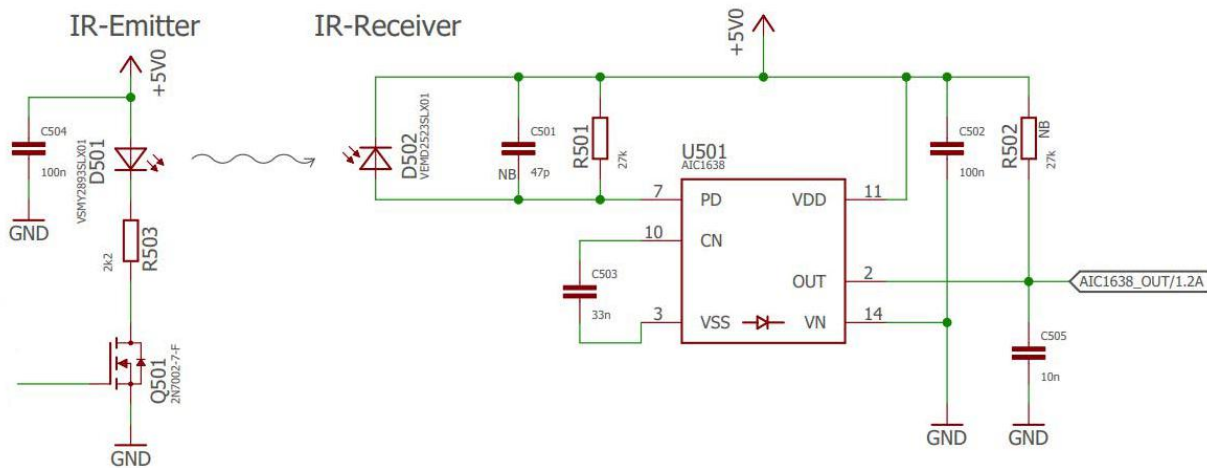 IR-Emitter
IR-Receiver
+5V0
+5V0
C504
100n
D501
VSMY2893SLX01
GND
R503
2k2
Q501
2N7002-7-F
GND
D502
VEMD2523SLX01
C501
NB
47p
R501
27k
U501
AIC1638
7
PD
VDD
11
10
CN
OUT
2
3
VSS
VN
14
C503
33n
C502
100n
R502
NB
27k
AIC1638_OUT/1.2A
C505
10n
GND
GND